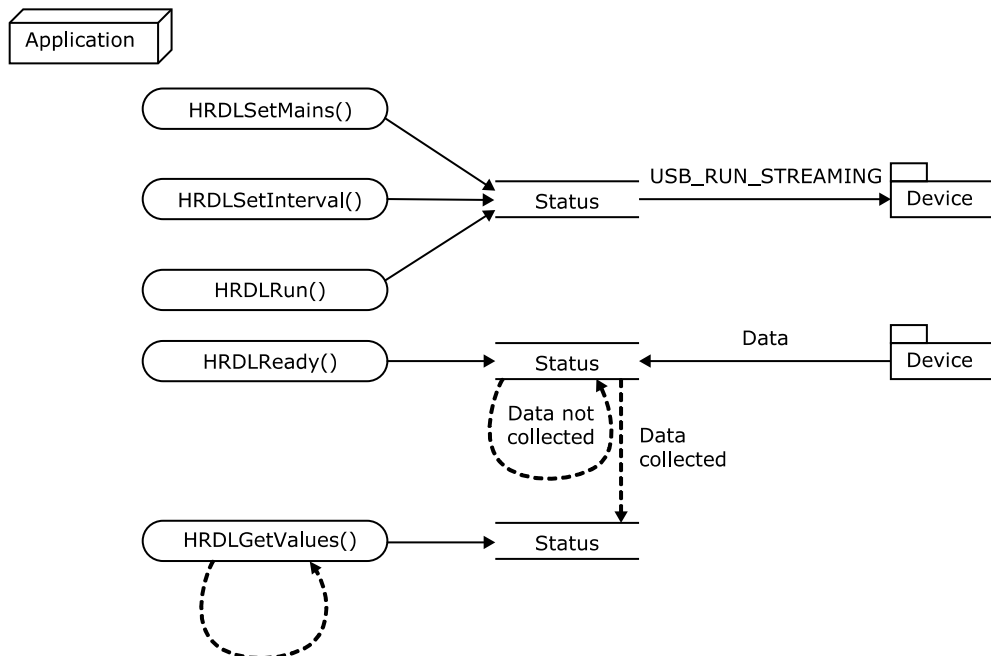 Application
HRDLSetMains()
USB_RUN_STREAMING
HRDLSetInterval()
Status
Device
HRDLRun()
HRDLReady()
Status
Data
Device
Data not
collected
Data
collected
HRDLGetValues()
Status